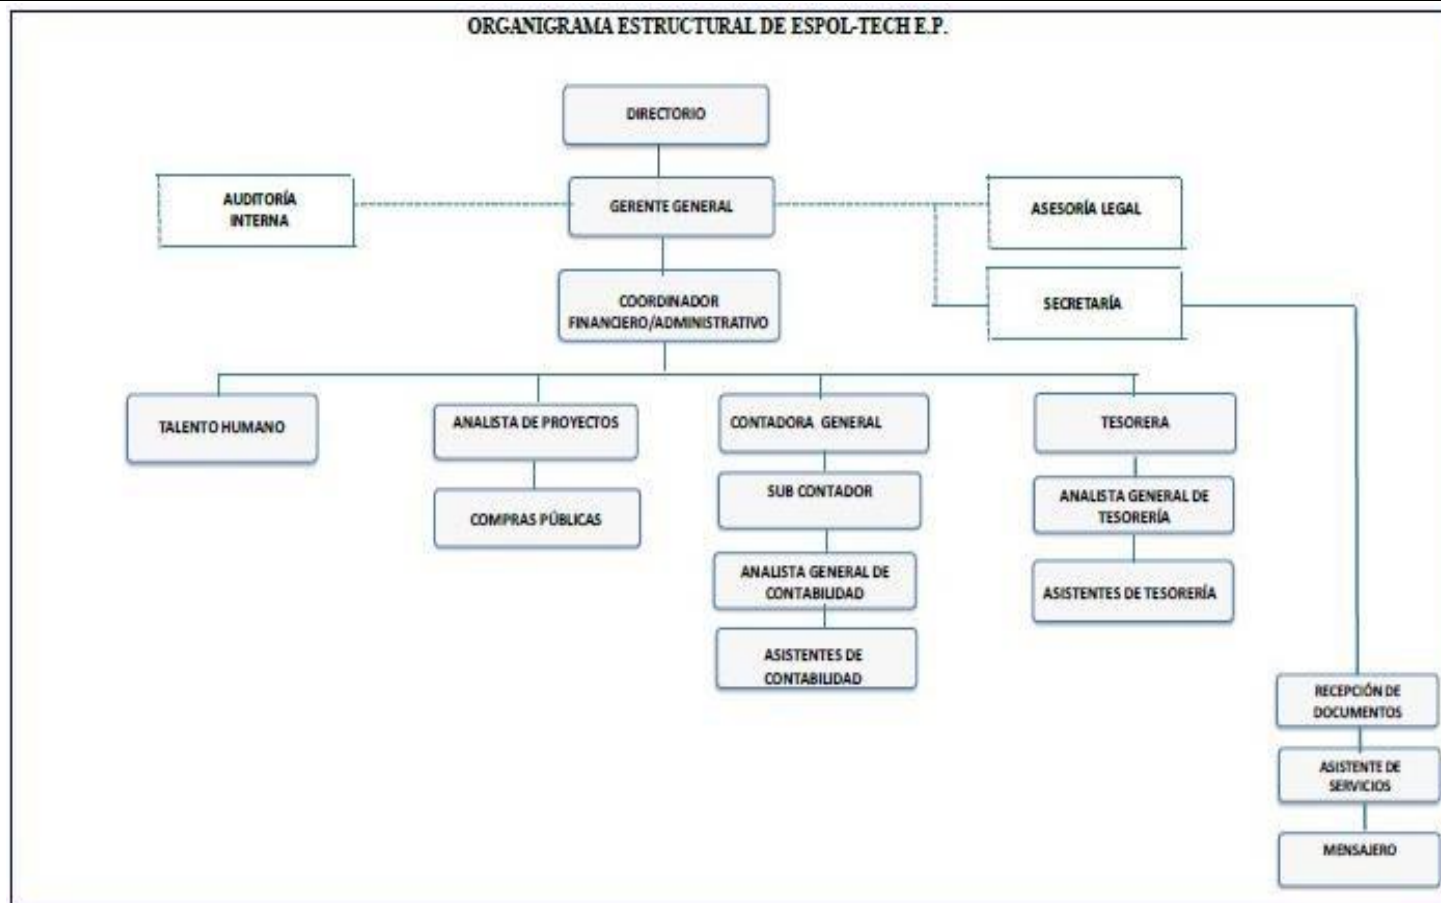 ORGANIGRAMA ESTRUCTURAL DE ESPOL-TECH E.P.
DIRECTORIO
AUDITORÍA
INTERNA
GERENTE GENERAL
ASESORÍA LEGAL
COORDINADOR
FINANCIERO/ADMINISTRATIVO
SECRETARÍA
TALENTO HUMANO
ANALISTA DE PROYECTOS
CONTADORA GENERAL
TESORERA
COMPRAS PÚBLICAS
SUB CONTADOR
ANALISTA GENERAL DE
TESORERÍA
ANALISTA GENERAL DE
CONTABILIDAD
ASISTENTES DE TESORERÍA
ASISTENTES DE
CONTABILIDAD
RECEPCIÓN DE
DOCUMENTOS
ASISTENTE DE
SERVICIOS
MENSAJERO